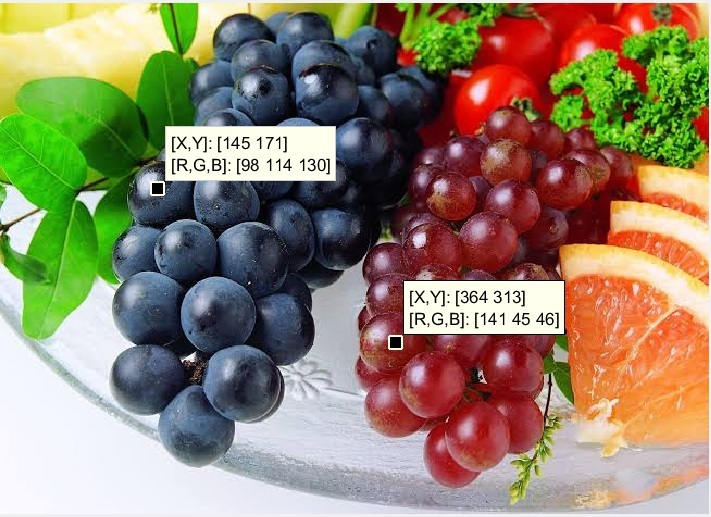 [X,Y]: [145 171]
[R,G,B]: [98 114 130]
[X,Y]: [364 313]
[R,G,B]: [141 45 46]